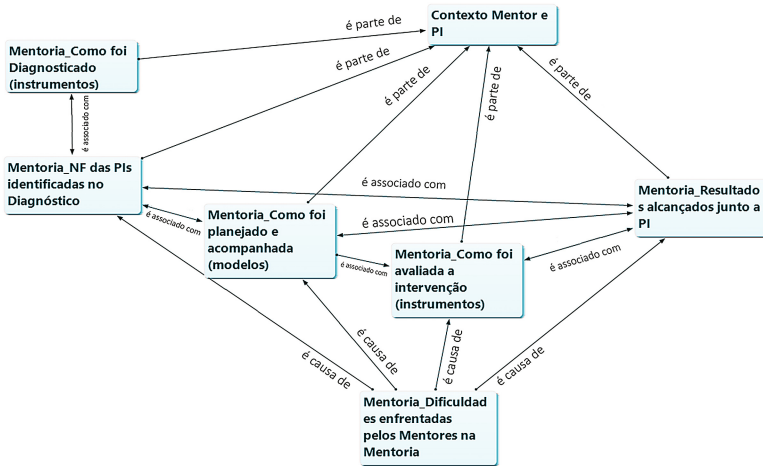 Contexto Mentor e
PI
é parte de
Mentoria_Como foi
Diagnosticado
(instrumentos)
é parte de
é parte de
é parte de
é parte de
é associado com
Mentoria_NF das PIs
identificadas no
Diagnóstico
é associado com
Mentoria_Resultado
s alcançados junto a
PI
é associado com
Mentoria_Como foi
planejado e
acompanhada
(modelos)
é associado com
Mentoria_Como foi
avaliada a
intervenção
(instrumentos)
é associado com
é associado com
é causa de
é causa de
é causa de
é causa de
Mentoria_Dificuldad
es enfrentadas
pelos Mentores na
Mentoria